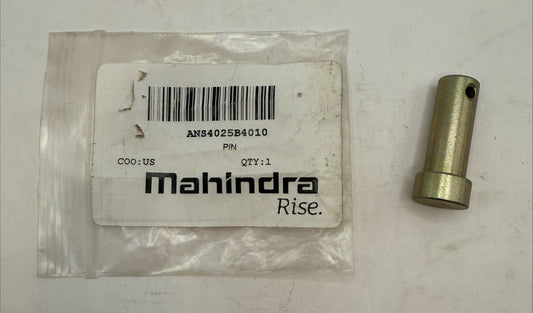 ANS4025B4010
PIN
COO:US QTY:1
Mahindra
Rise.